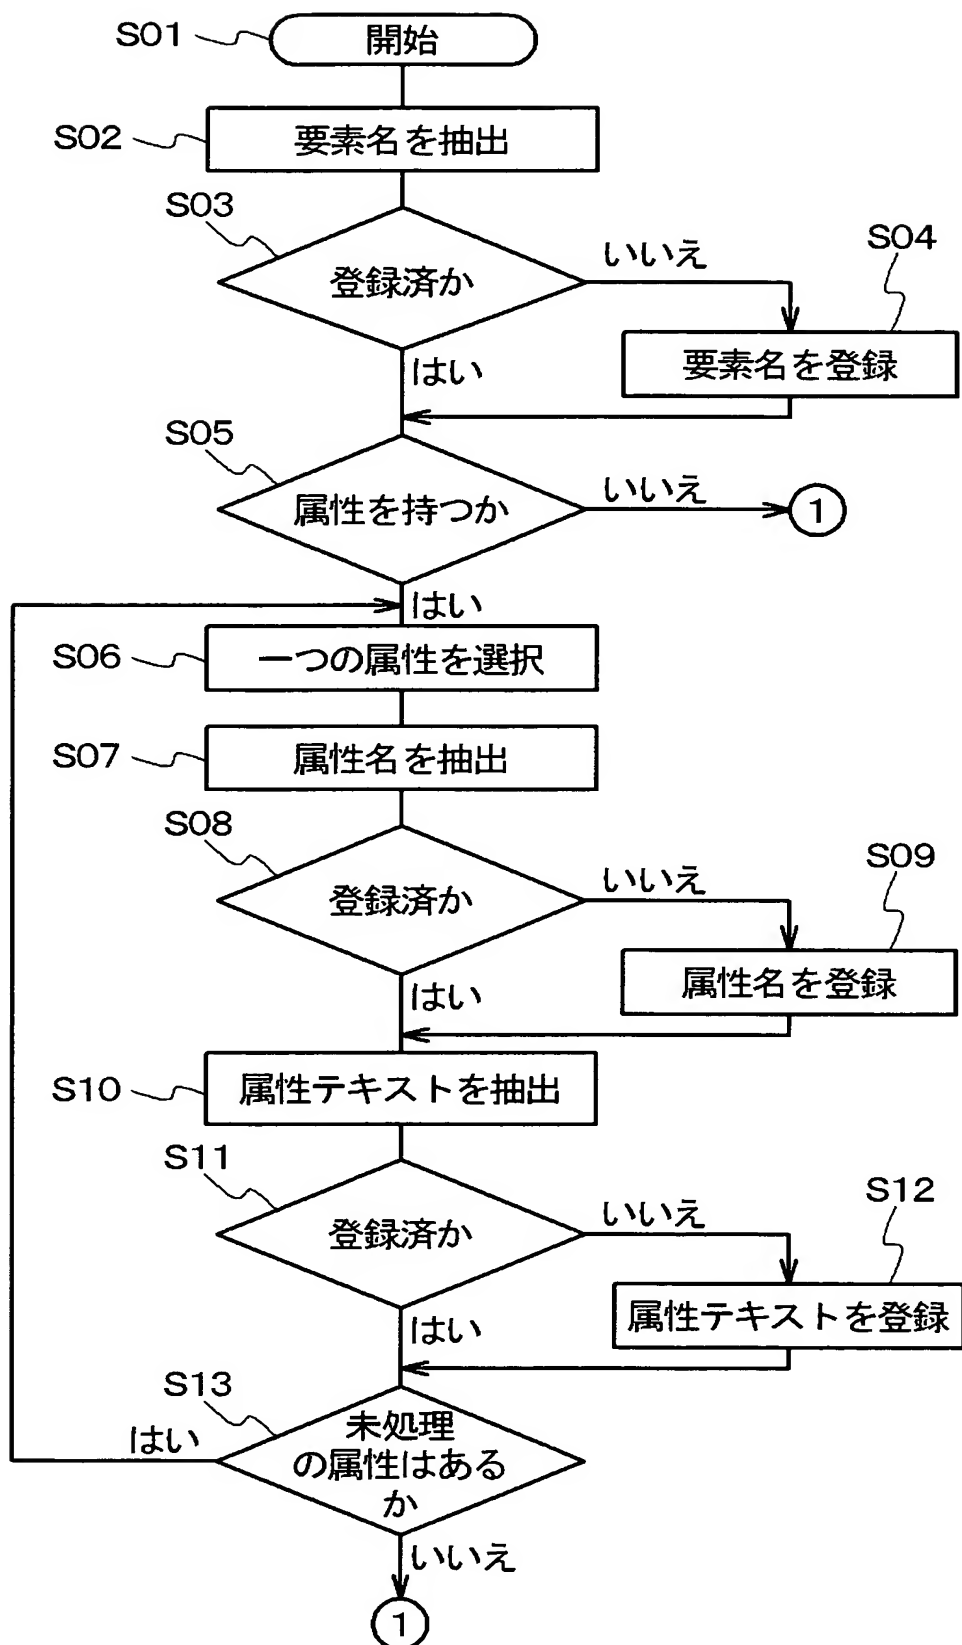 S01
開始
S02
要素名を抽出
S03
登録済か
いいえ
S04
要素名を登録
はい
S05
属性を持つか
いいえ
1
はい
S06
一つの属性を選択
S07
属性名を抽出
S08
登録済か
いいえ
S09
属性名を登録
はい
S10
属性テキストを抽出
S11
登録済か
いいえ
S12
属性テキストを登録
はい
S13
未処理
の属性はある
か
はい
いいえ
1